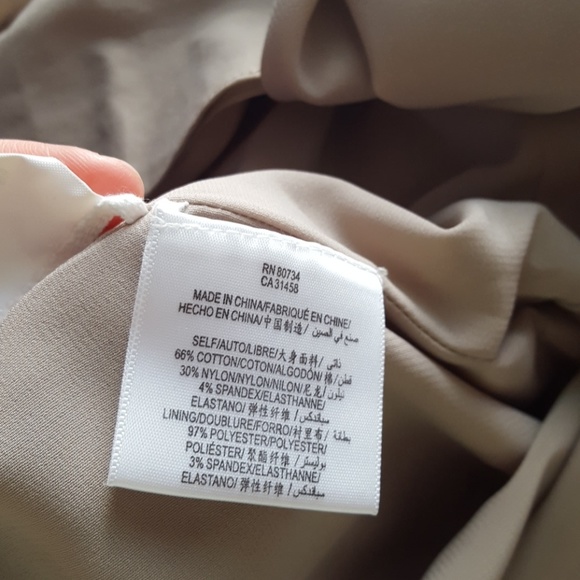 RN 80734
CA 31458
MADE IN CHINA/FABRIQUÉ EN CHINE/
HECHO EN CHINA/中国制造/ صنع في الصين
SELF/AUTO/LIBRE/大身面料/ ذاتي
66% COTTON/COTON/ALGODÓN/棉/ قطن
30% NYLON/NYLON/NILON/尼龙/ نيلون
4% SPANDEX/ELASTHANNE/
ELASTANO/弹性纤维/ سباندكس
LINING/DOUBLURE/FORRO/衬里布/ بطانة
97% POLYESTER/POLYESTER/
POLIÉSTER/聚酯纤维/ بوليستر
3% SPANDEX/ELASTHANNE/
ELASTANO/弹性纤维/ سباندكس